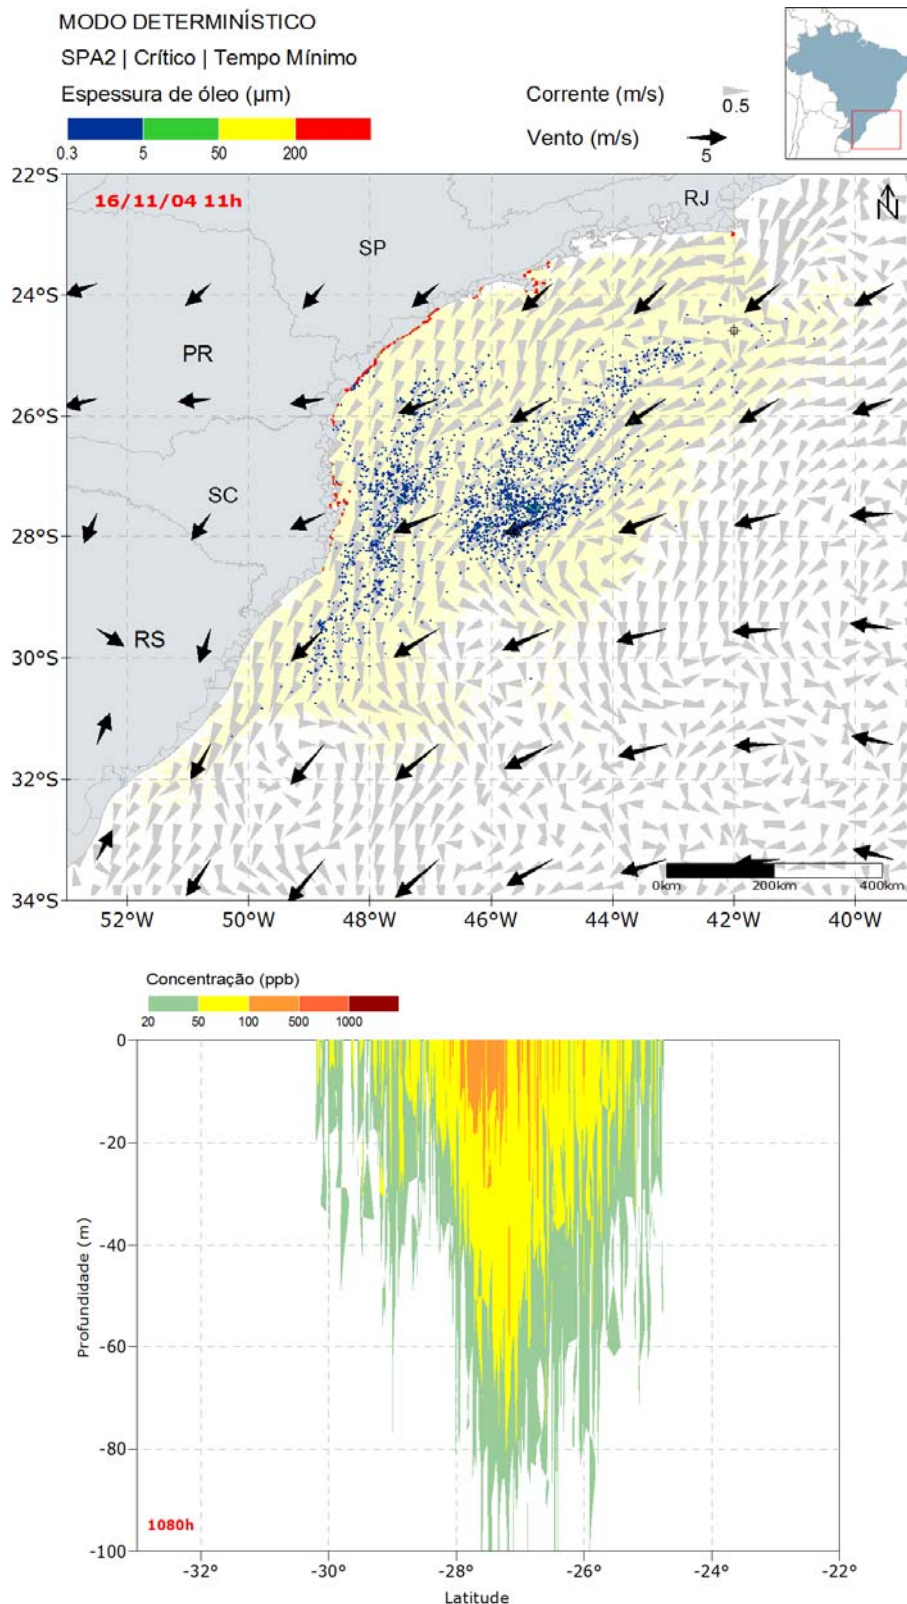 MODO DETERMINÍSTICO
SPA2 | Crítico | Tempo Mínimo
Espessura de óleo (µm)
0.3 5 50 200
Corrente (m/s) 0.5
Vento (m/s) 5
22°S
16/11/04 11h
RJ
N
SP
24°S
PR
26°S
SC
28°S
RS
30°S
32°S
0km 200km 400km
34°S
52°W 50°W 48°W 46°W 44°W 42°W 40°W
Concentração (ppb)
20 50 100 500 1000
0
-20
-40
Profundidade (m)
-60
-80
1080h
-100
-32° -30° -28° -26° -24° -22°
Latitude